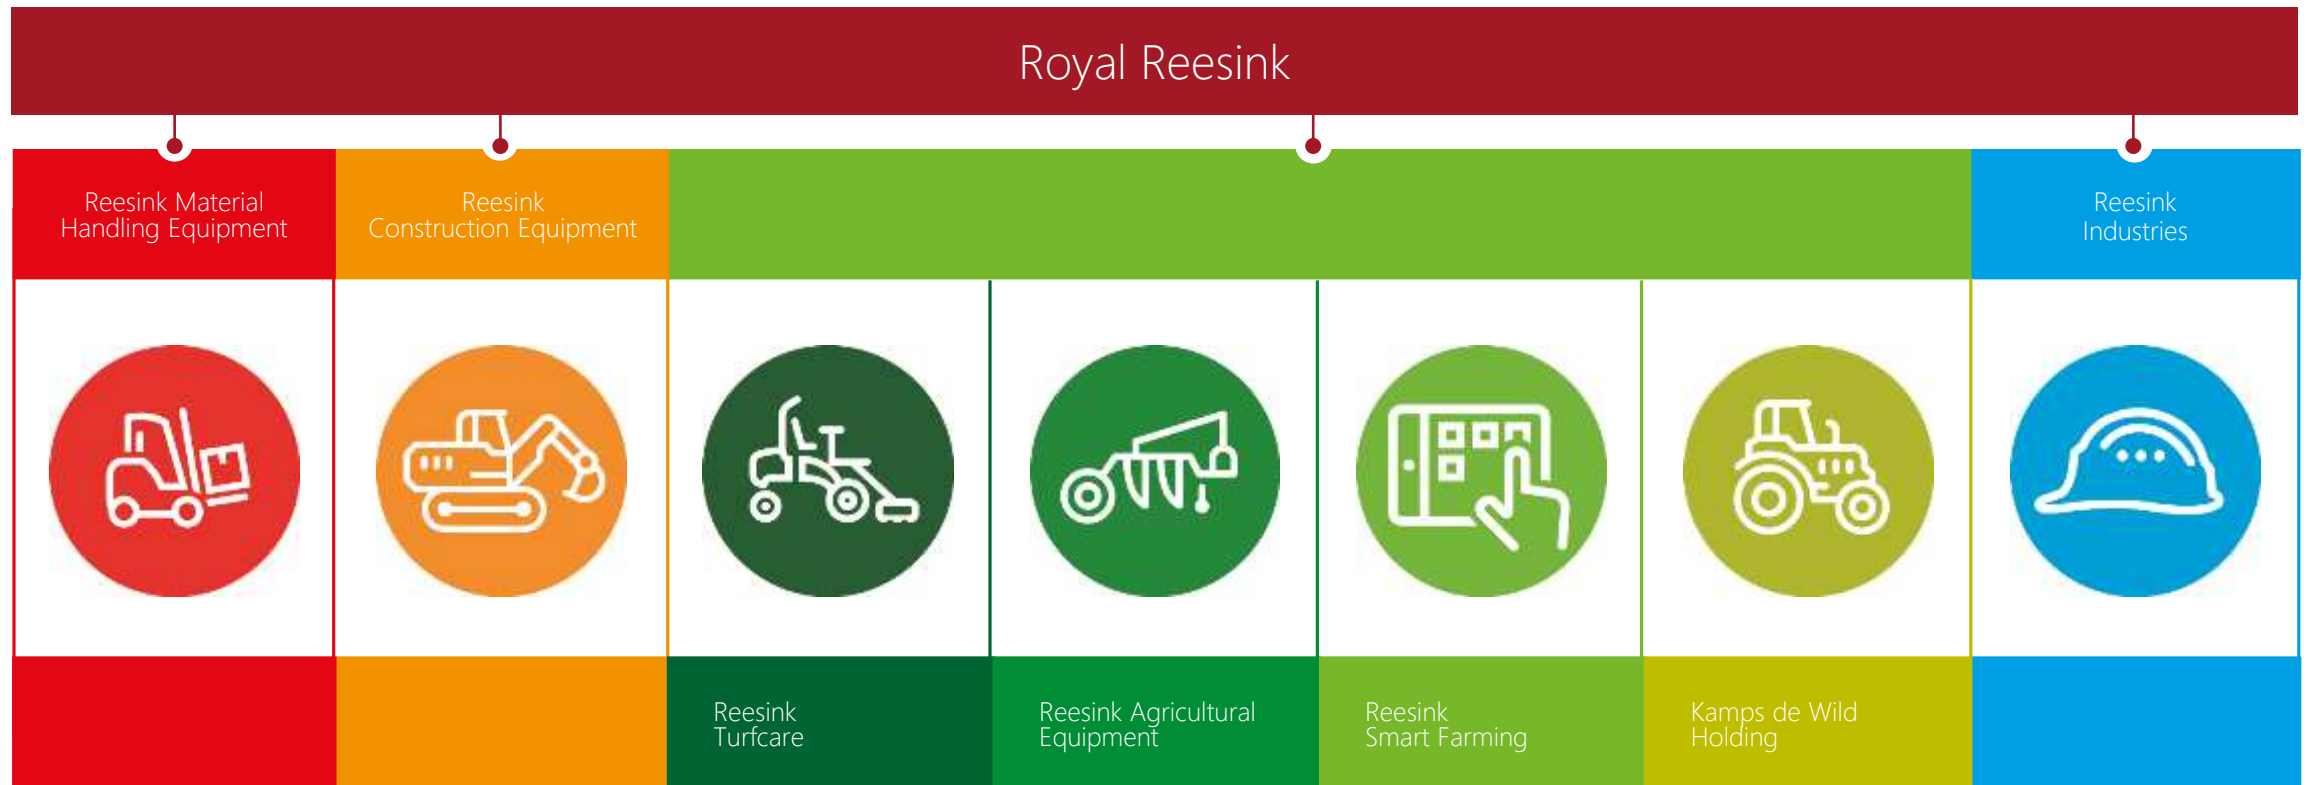 Royal Reesink
Reesink Material
Handling Equipment
Reesink
Construction Equipment
Reesink
Industries
Reesink
Turfcare
Reesink Agricultural
Equipment
Reesink
Smart Farming
Kamps de Wild
Holding